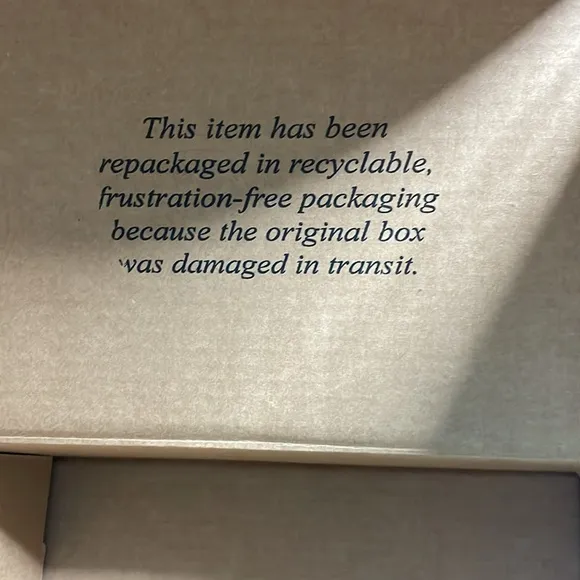 This item has been
repackaged in recyclable,
frustration-free packaging
because the original box
was damaged in transit.